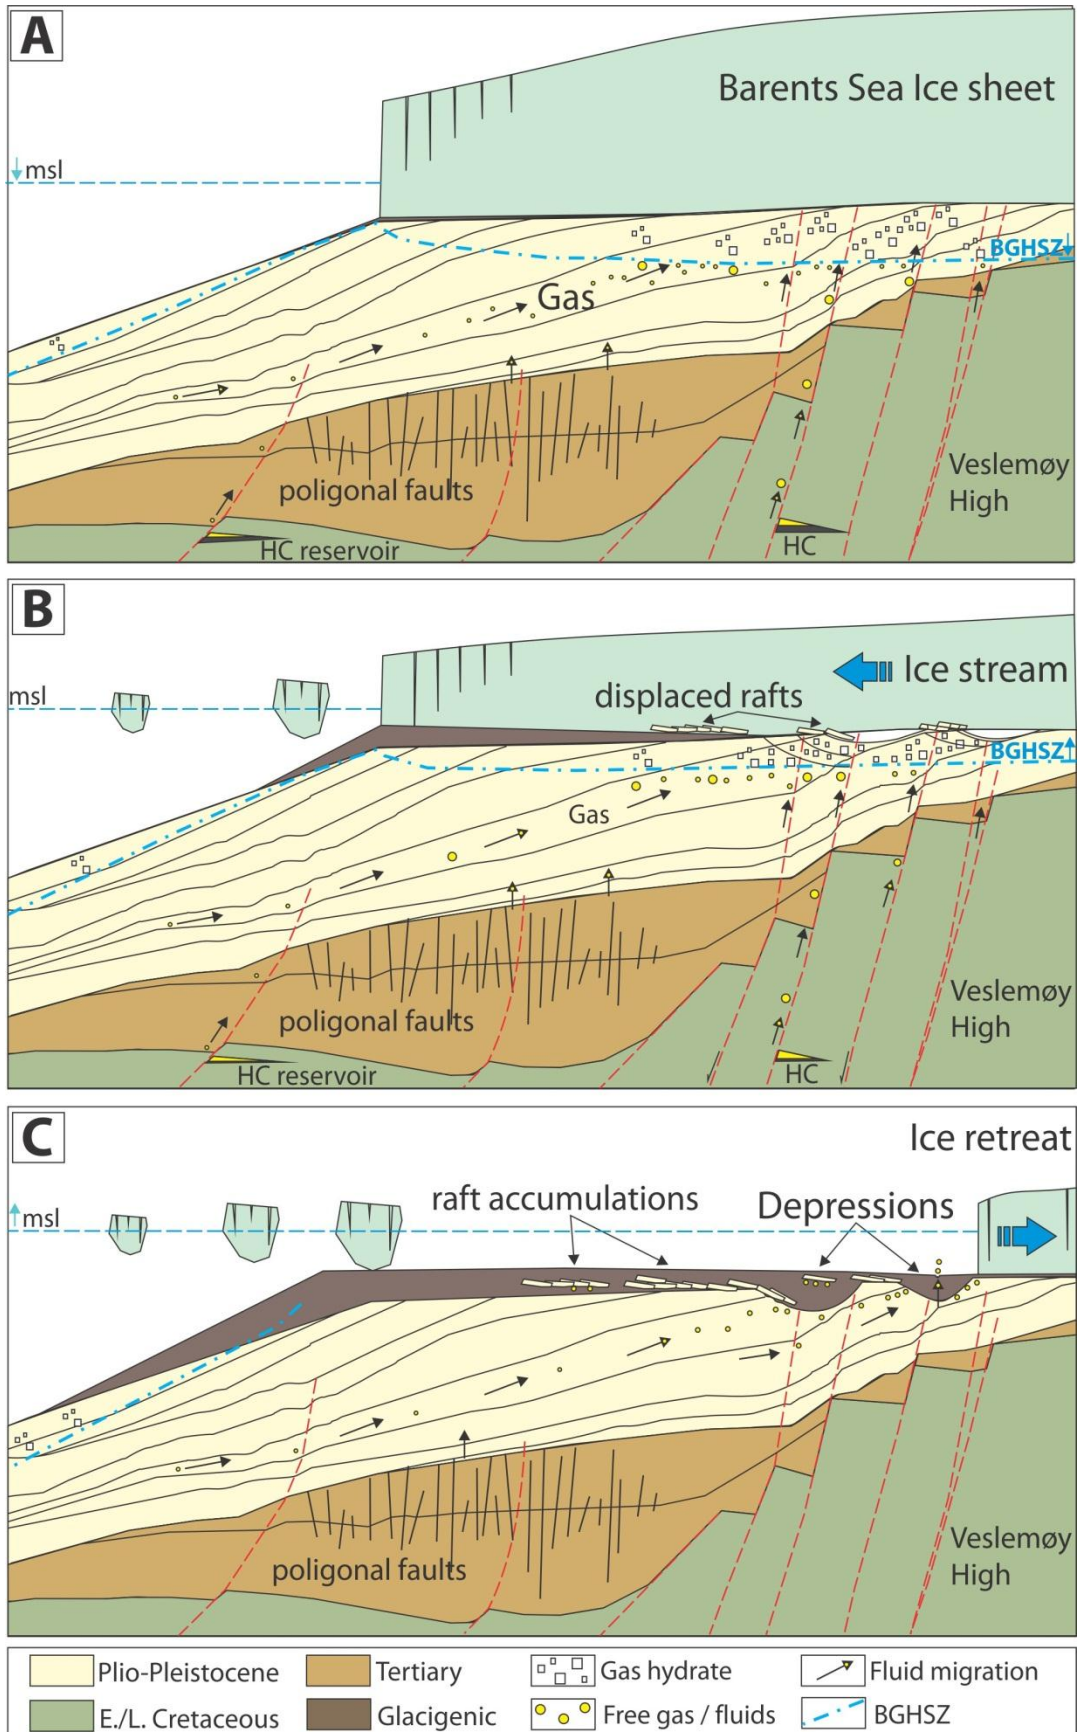 A
Barents Sea Ice sheet
msl
BGHSZ
Gas
poligonal faults
Veslemøy
High
HC reservoir
HC
B
Ice stream
msl
displaced rafts
BGHSZ
Gas
poligonal faults
Veslemøy
High
HC reservoir
HC
C
Ice retreat
raft accumulations
Depressions
msl
poligonal faults
Veslemøy
High
Plio-Pleistocene
Tertiary
Gas hydrate
Fluid migration
E./L. Cretaceous
Glacigenic
Free gas / fluids
BGHSZ